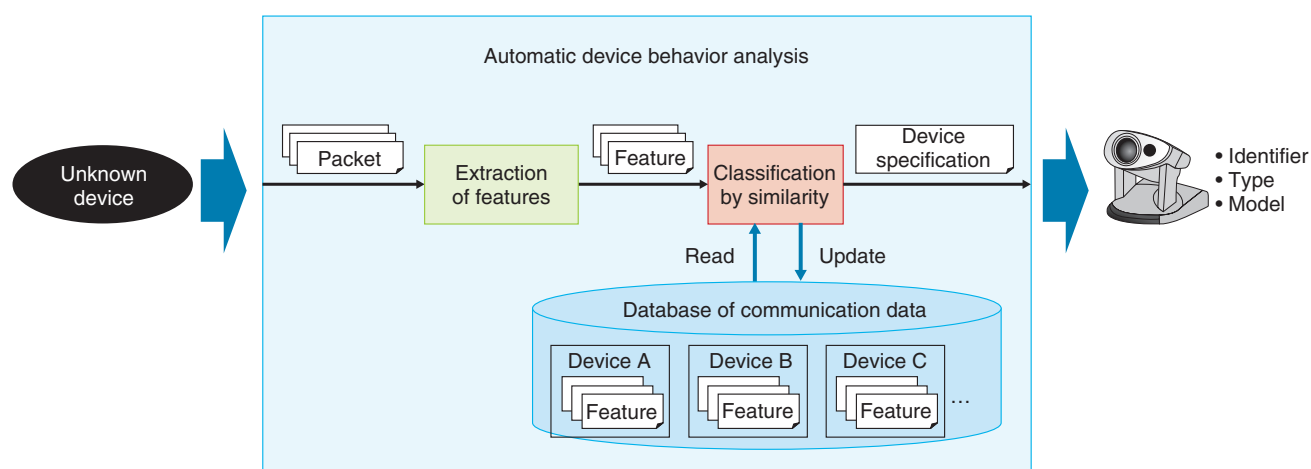 Automatic device behavior analysis
Unknown
device
Packet
Extraction
of features
Feature
Classification
by similarity
Device
specification
• Identifier
• Type
• Model
Read
Update
Database of communication data
Device A
Feature
Device B
Feature
Device C
Feature
...